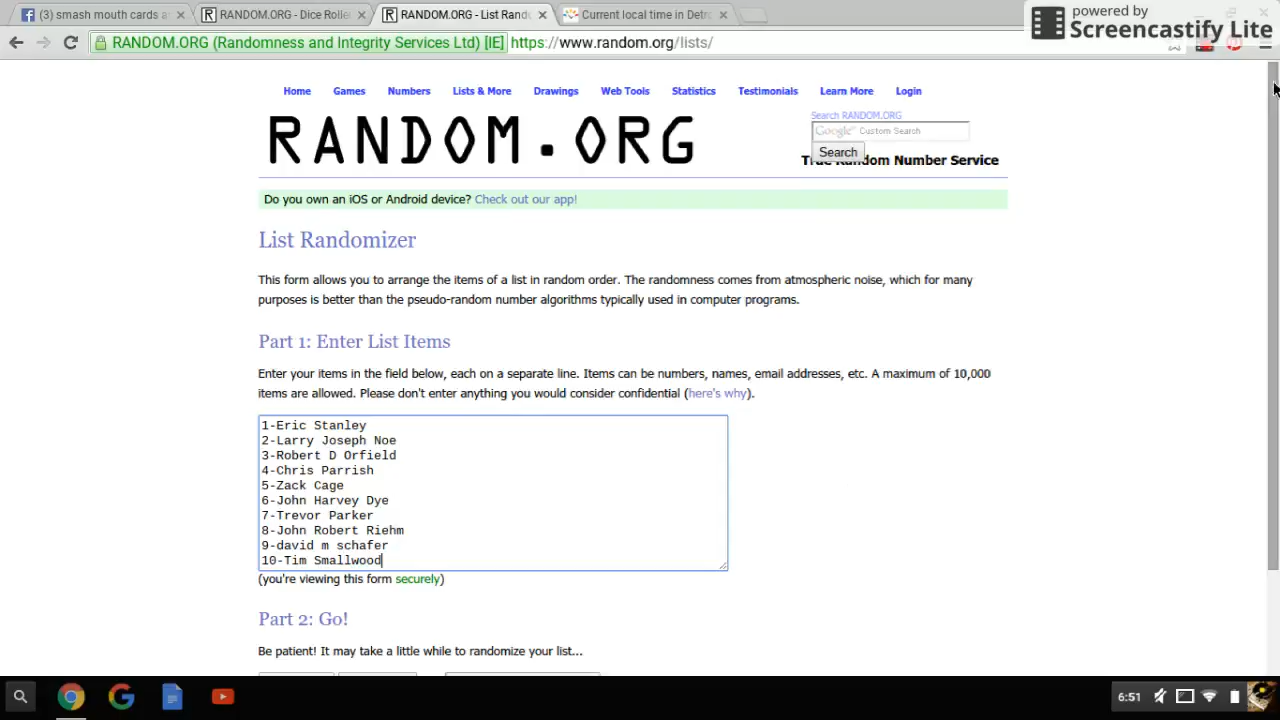 (3) smash mouth cards a
RANDOM.ORG - Dice Rolle
RANDOM.ORG - List Rand
Current local time in Detro
powered by
Screencastify Lite
RANDOM.ORG (Randomness and Integrity Services Ltd) [IE] https://www.random.org/lists/
Home Games Numbers Lists & More Drawings Web Tools Statistics Testimonials Learn More Login
Search RANDOM.ORG
Google Custom Search
Search
RANDOM.ORG
True Random Number Service
Do you own an iOS or Android device? Check out our app!
List Randomizer
This form allows you to arrange the items of a list in random order. The randomness comes from atmospheric noise, which for many
purposes is better than the pseudo-random number algorithms typically used in computer programs.
Part 1: Enter List Items
Enter your items in the field below, each on a separate line. Items can be numbers, names, email addresses, etc. A maximum of 10,000
items are allowed. Please don't enter anything you would consider confidential (here's why).
1-Eric Stanley
2-Larry Joseph Noe
3-Robert D Orfield
4-Chris Parrish
5-Zack Cage
6-John Harvey Dye
7-Trevor Parker
8-John Robert Riehm
9-david m schafer
10-Tim Smallwood
(you're viewing this form securely)
Part 2: Go!
Be patient! It may take a little while to randomize your list...
6:51